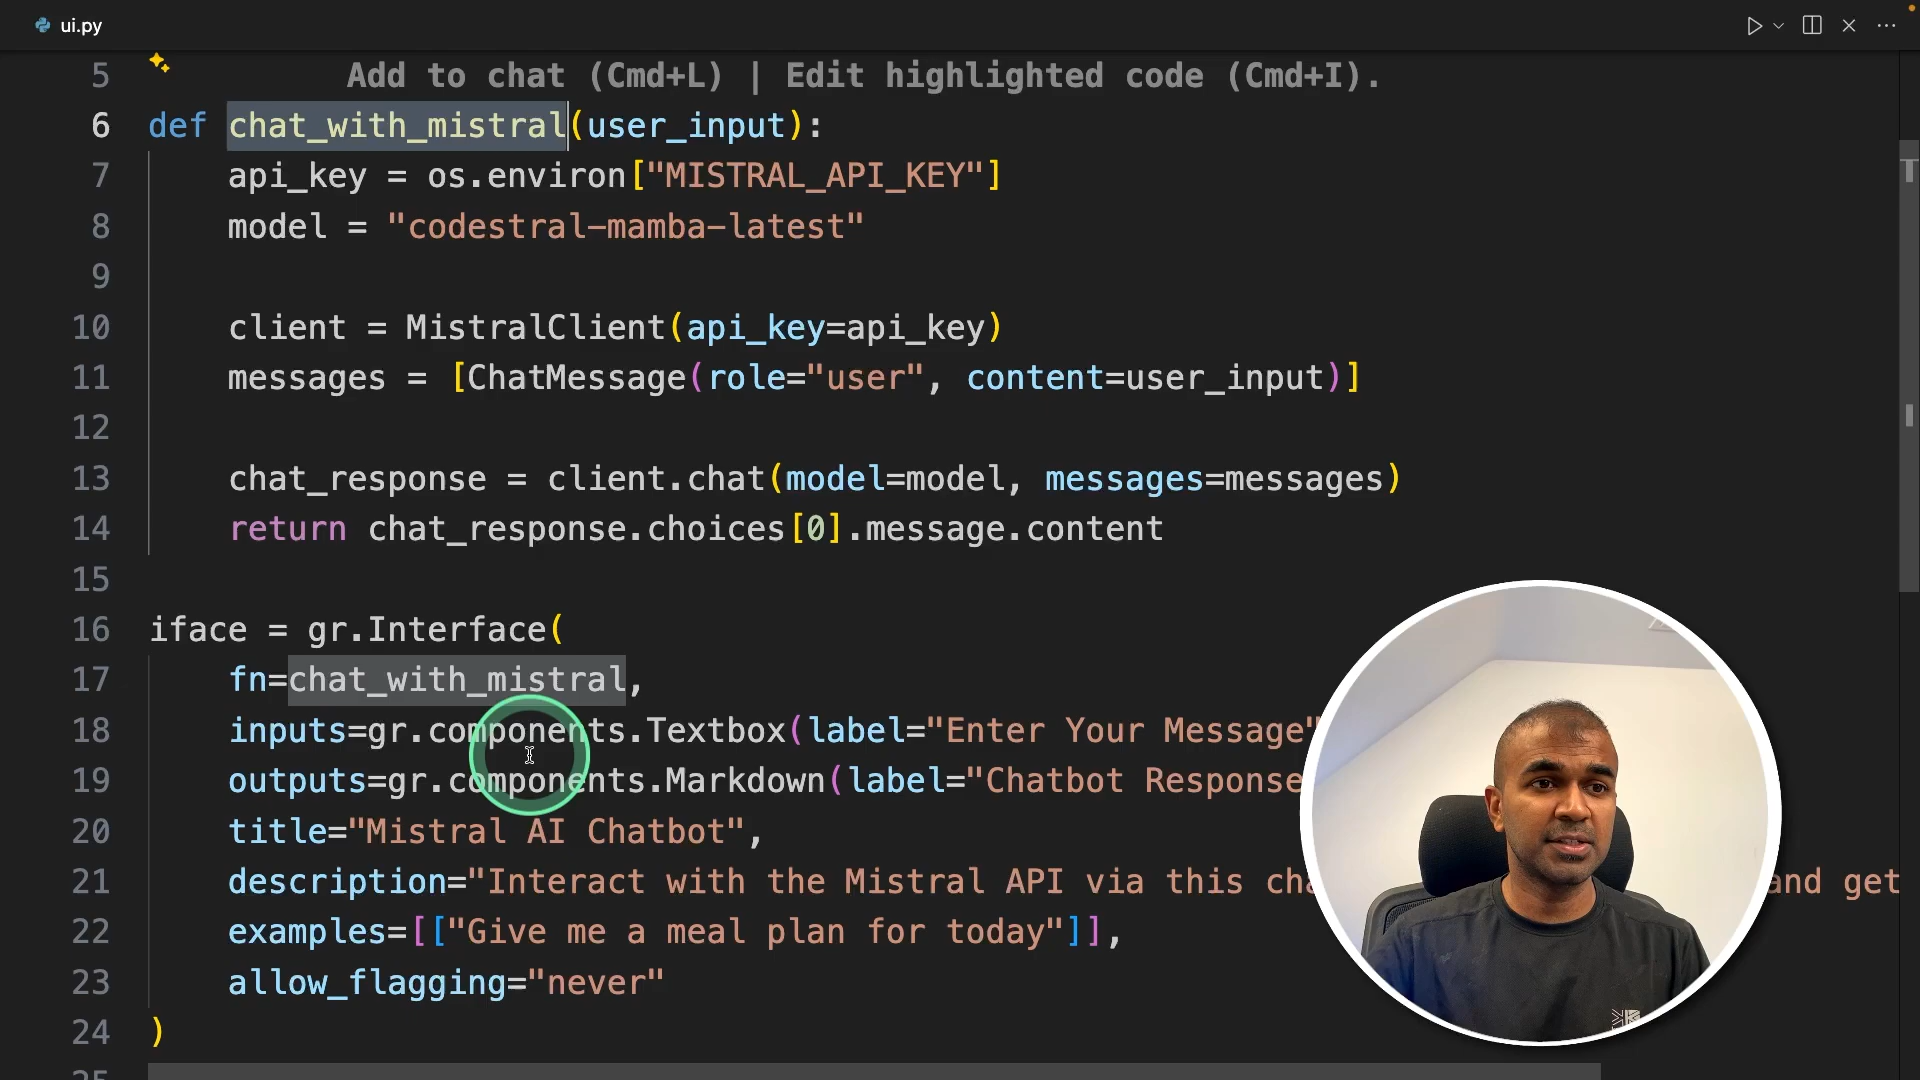 ui.py
5 Add to chat (Cmd+L) | Edit highlighted code (Cmd+I).
6 def chat_with_mistral(user_input):
7 api_key = os.environ["MISTRAL_API_KEY"]
8 model = "codestral-mamba-latest"
9
10 client = MistralClient(api_key=api_key)
11 messages = [ChatMessage(role="user", content=user_input)]
12
13 chat_response = client.chat(model=model, messages=messages)
14 return chat_response.choices[0].message.content
15
16 iface = gr.Interface(
17 fn=chat_with_mistral,
18 inputs=gr.components.Textbox(label="Enter Your Message"
19 outputs=gr.components.Markdown(label="Chatbot Response
20 title="Mistral AI Chatbot",
21 description="Interact with the Mistral API via this and get
22 examples=[["Give me a meal plan for today"]],
23 allow_flagging="never"
24 )